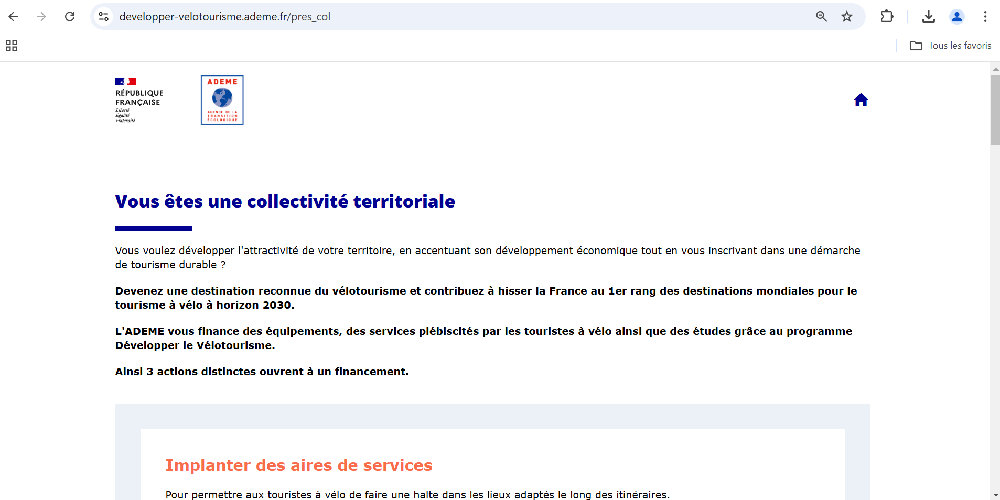 developper-velotourisme.ademe.fr/pres_col
Tous les favoris
RÉPUBLIQUE
FRANÇAISE
Liberté
Égalité
Fraternité
ADEME
AGENCE DE LA
TRANSITION
ÉCOLOGIQUE
Vous êtes une collectivité territoriale
Vous voulez développer l'attractivité de votre territoire, en accentuant son développement économique tout en vous inscrivant dans une démarche
de tourisme durable ?
Devenez une destination reconnue du vélotourisme et contribuez à hisser la France au 1er rang des destinations mondiales pour le
tourisme à vélo à horizon 2030.
L'ADEME vous finance des équipements, des services plébiscités par les touristes à vélo ainsi que des études grâce au programme
Développer le Vélotourisme.
Ainsi 3 actions distinctes ouvrent à un financement.
Implanter des aires de services
Pour permettre aux touristes à vélo de faire une halte dans les lieux adaptés le long des itinéraires.